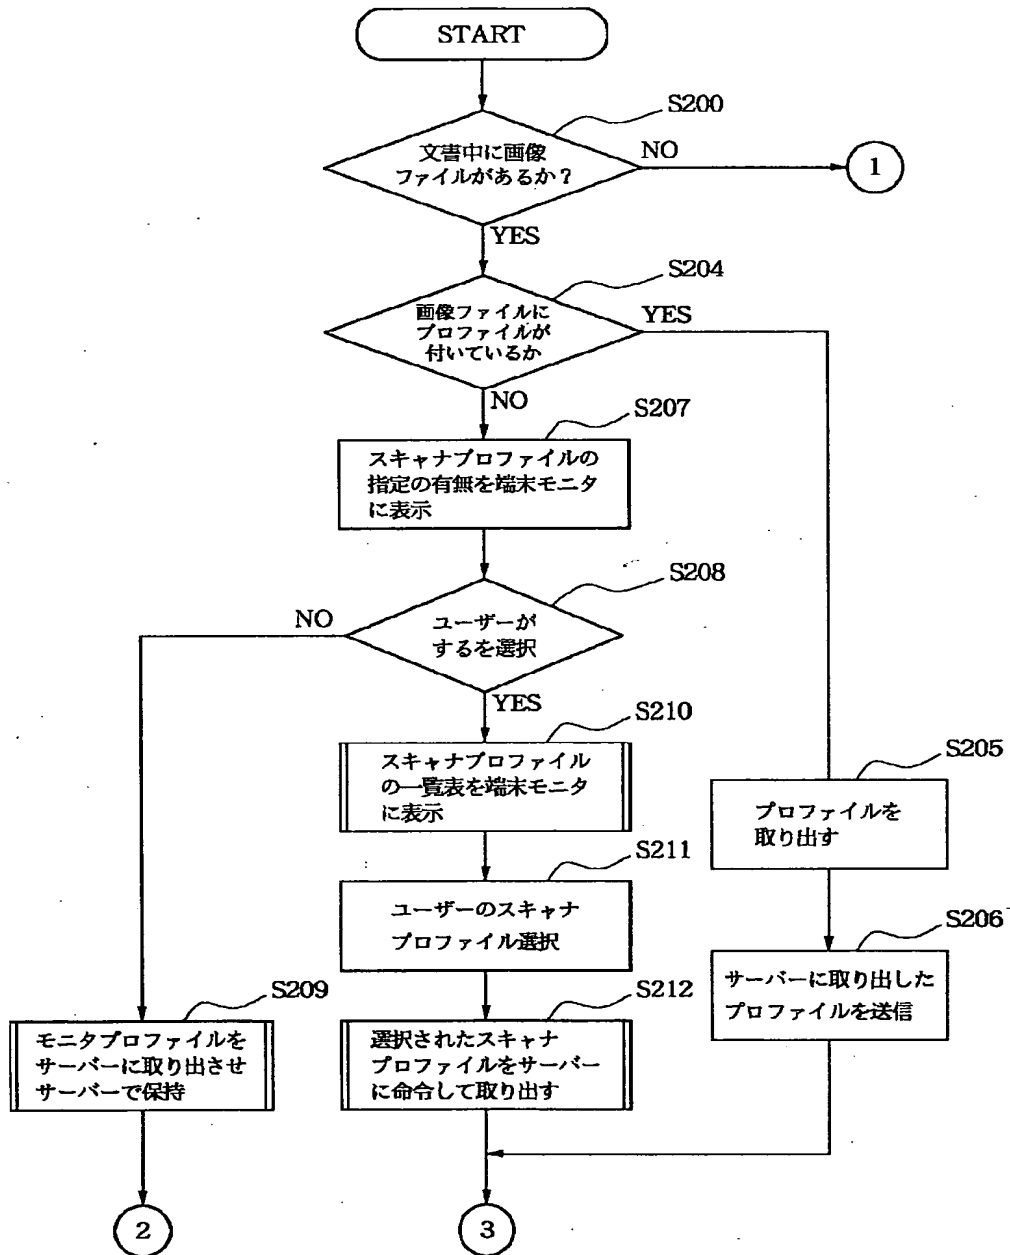 START
S200
文書中に画像
ファイルがあるか？
NO
1
YES
S204
画像ファイルに
プロファイルが
付いているか
YES
NO
S207
スキャナプロファイルの
指定の有無を端末モニタ
に表示
S208
ユーザーが
するを選択
NO
YES
S210
スキャナプロファイル
の一覧表を端末モニタ
に表示
S205
プロファイルを
取り出す
S211
ユーザーのスキャナ
プロファイル選択
S206
サーバーに取り出した
プロファイルを送信
S209
モニタプロファイルを
サーバーに取り出させ
サーバーで保持
S212
選択されたスキャナ
プロファイルをサーバー
に命令して取り出す
2
3